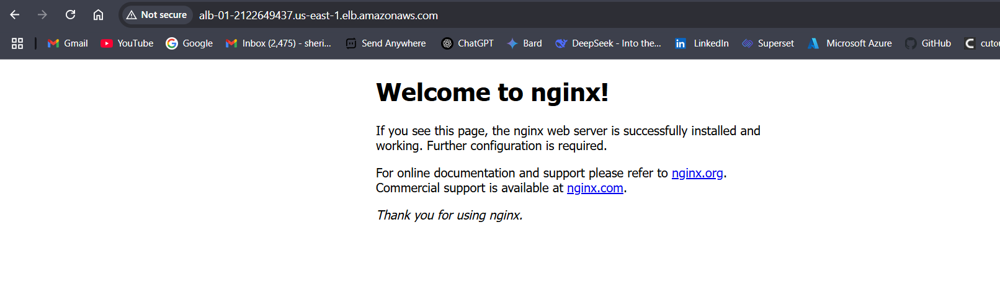 Not secure alb-01-2122649437.us-east-1.elb.amazonaws.com
Gmail YouTube Google Inbox (2,475) - sheri... Send Anywhere ChatGPT Bard DeepSeek - Into the... LinkedIn Superset Microsoft Azure GitHub cutou
Welcome to nginx!
If you see this page, the nginx web server is successfully installed and
working. Further configuration is required.
For online documentation and support please refer to nginx.org.
Commercial support is available at nginx.com.
Thank you for using nginx.